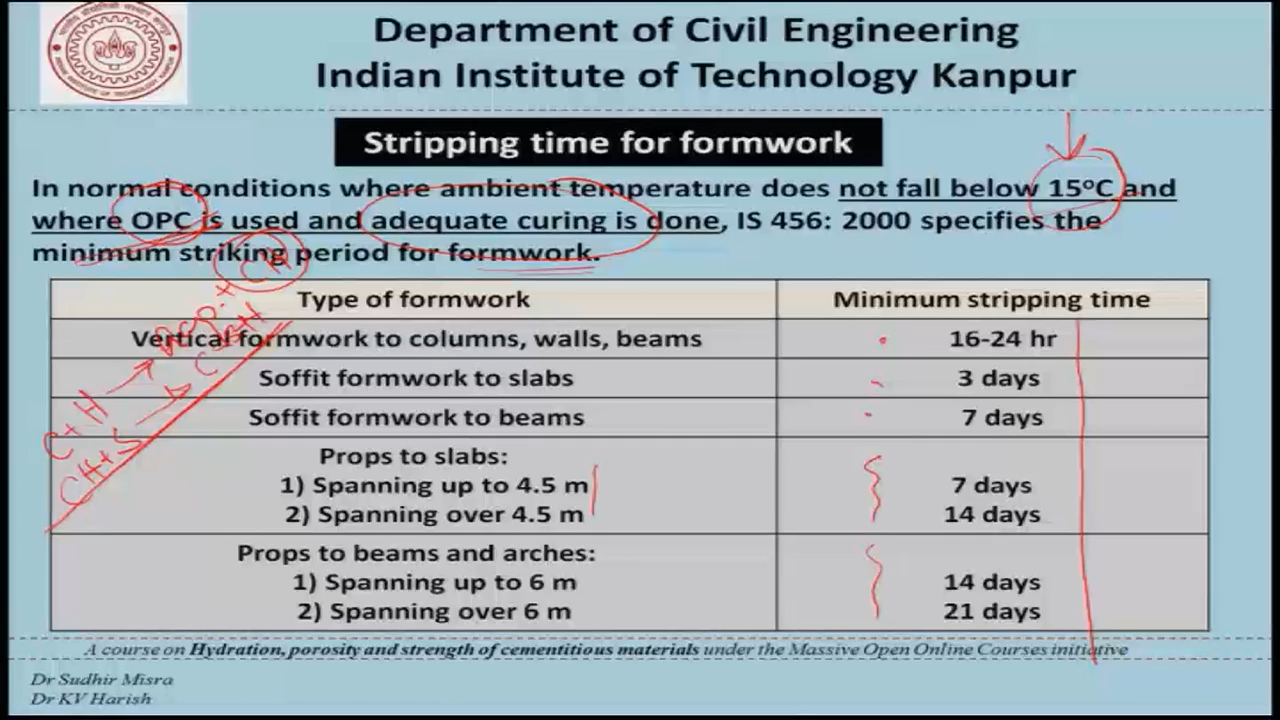 Department of Civil Engineering
Indian Institute of Technology Kanpur
Stripping time for formwork
In normal conditions where ambient temperature does not fall below 15°C and
where OPC is used and adequate curing is done, IS 456: 2000 specifies the
minimum striking period for formwork.
Type of formwork Minimum stripping time
Vertical formwork to columns, walls, beams 16-24 hr
Soffit formwork to slabs 3 days
Soffit formwork to beams 7 days
Props to slabs:
1) Spanning up to 4.5 m 7 days
2) Spanning over 4.5 m 14 days
Props to beams and arches:
1) Spanning up to 6 m 14 days
2) Spanning over 6 m 21 days
C+H → + CH
CH+S →
A course on Hydration, porosity and strength of cementitious materials under the Massive Open Online Courses initiative
Dr Sudhir Misra
Dr KV Harish